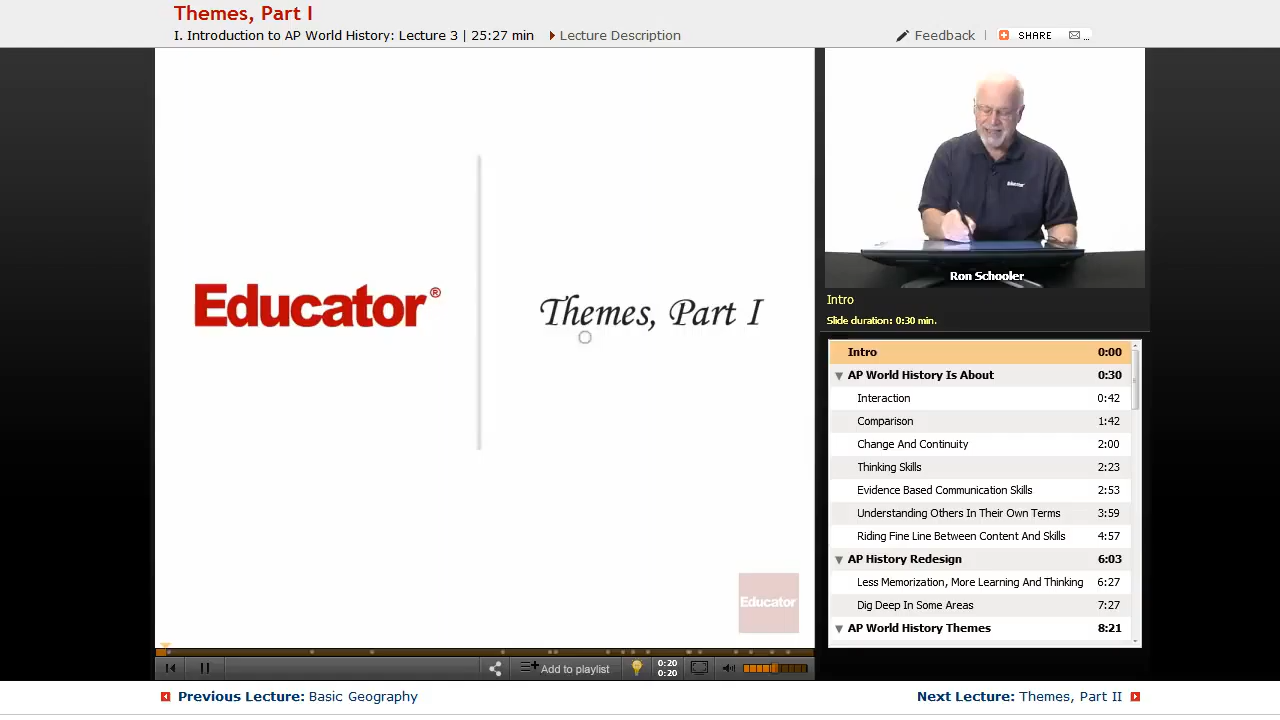 Themes, Part I
I. Introduction to AP World History: Lecture 3 | 25:27 min
Lecture Description
Feedback
SHARE
...
Educator®
Themes, Part I
Educator
Educator
Ron Schooler
Intro
Slide duration: 0:30 min.
Intro 0:00
AP World History Is About 0:30
Interaction 0:42
Comparison 1:42
Change And Continuity 2:00
Thinking Skills 2:23
Evidence Based Communication Skills 2:53
Understanding Others In Their Own Terms 3:59
Riding Fine Line Between Content And Skills 4:57
AP History Redesign 6:03
Less Memorization, More Learning And Thinking 6:27
Dig Deep In Some Areas 7:27
AP World History Themes 8:21
Add to playlist
0:20
0:20
Previous Lecture: Basic Geography
Next Lecture: Themes, Part II